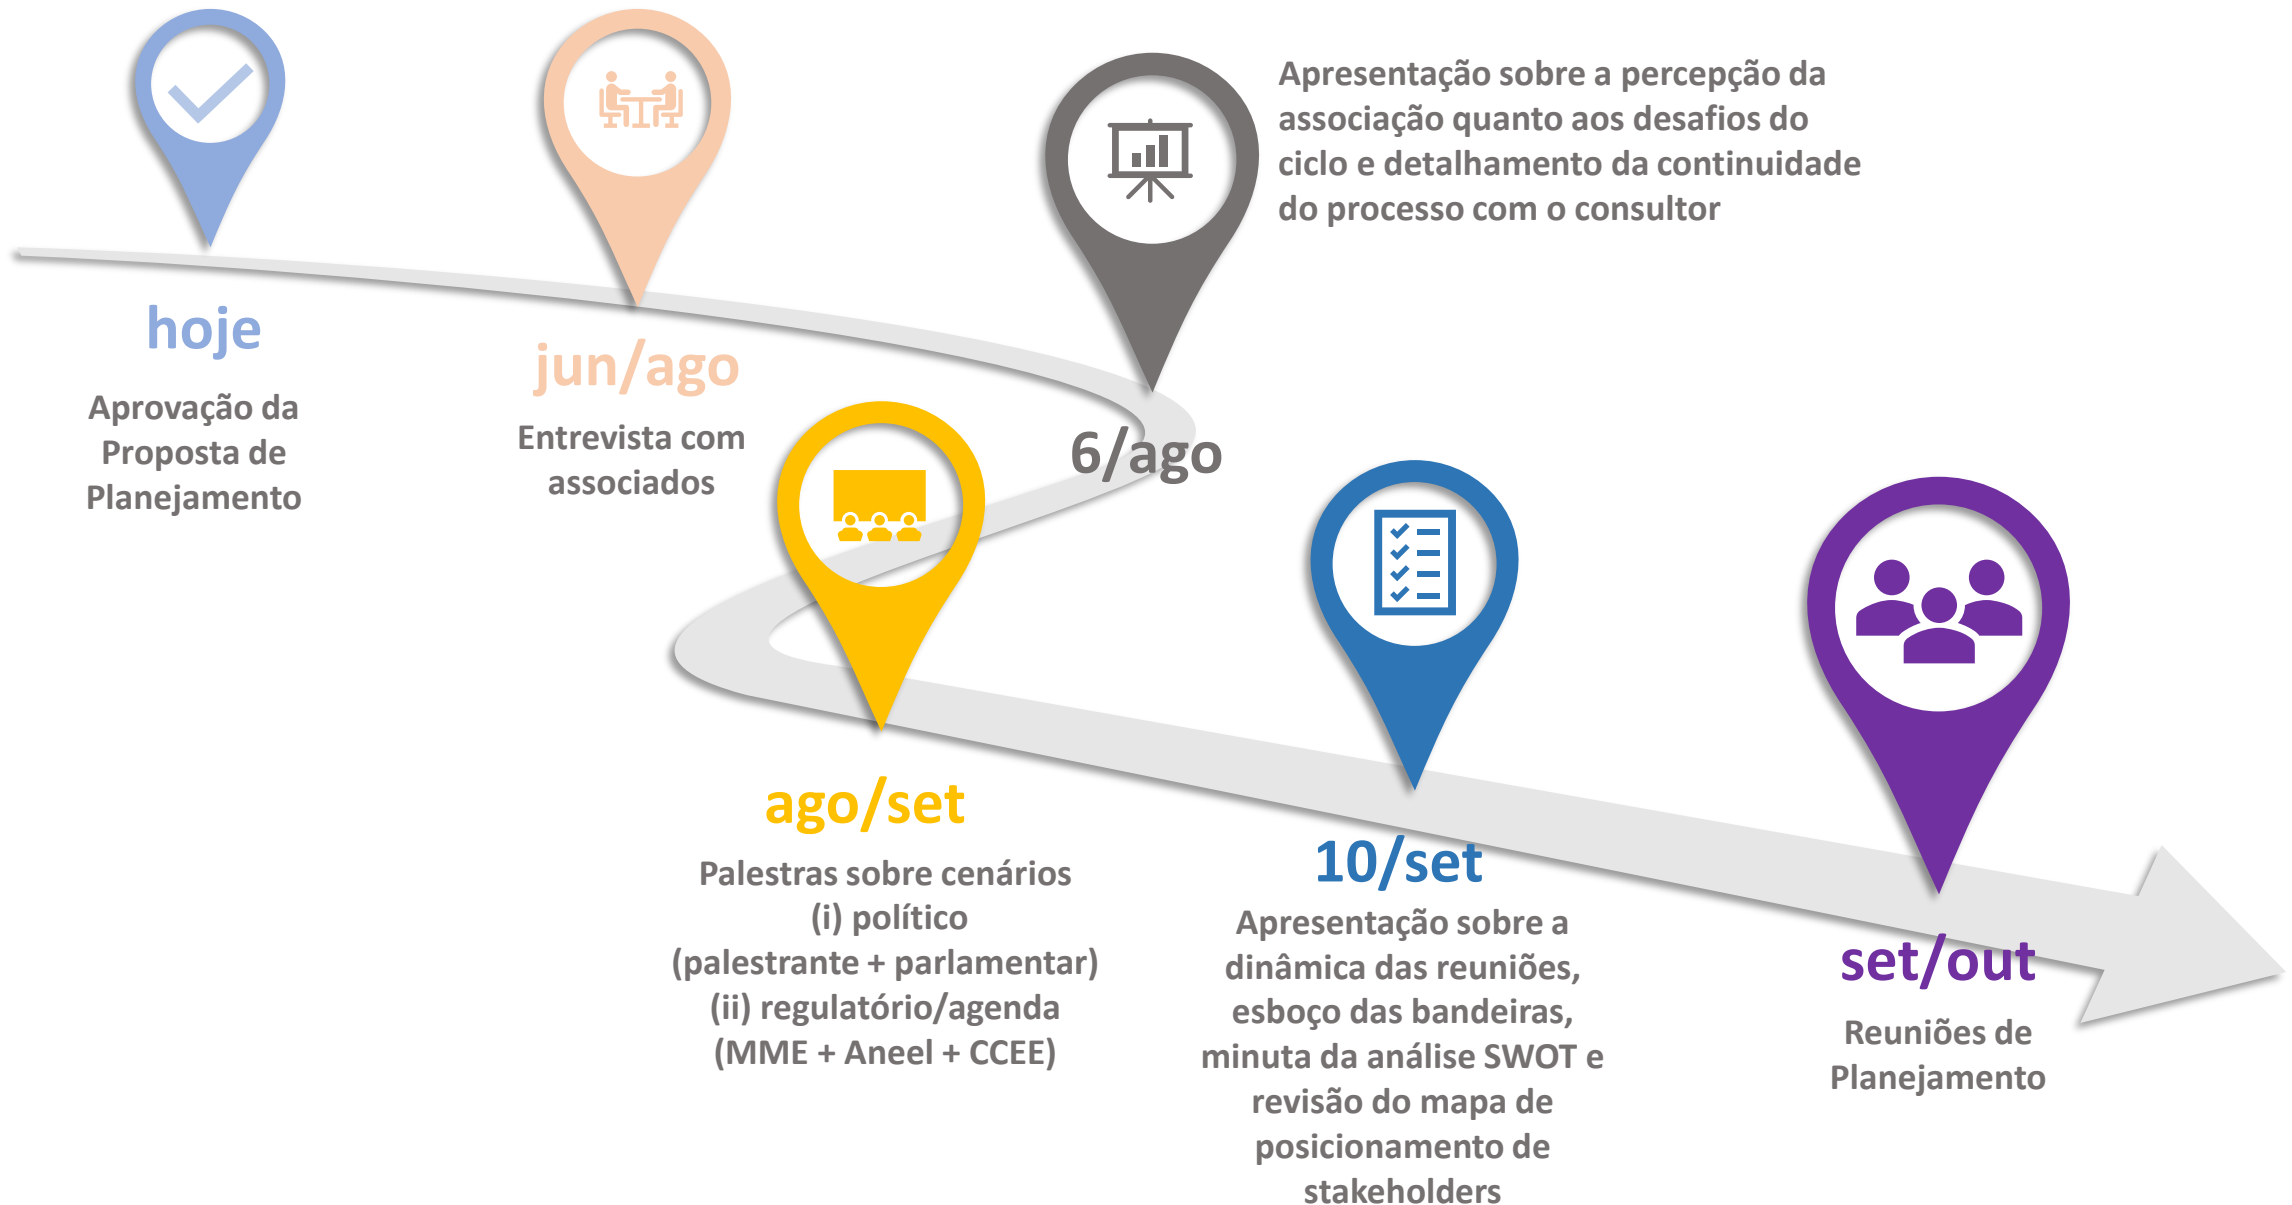 hoje
Aprovação da
Proposta de
Planejamento
jun/ago
Entrevista com
associados
Apresentação sobre a percepção da
associação quanto aos desafios do
ciclo e detalhamento da continuidade
do processo com o consultor
6/ago
ago/set
Palestras sobre cenários
(i) político
(palestrante + parlamentar)
(ii) regulatório/agenda
(MME + Aneel + CCEE)
10/set
Apresentação sobre a
dinâmica das reuniões,
esboço das bandeiras,
minuta da análise SWOT e
revisão do mapa de
posicionamento de
stakeholders
set/out
Reuniões de
Planejamento